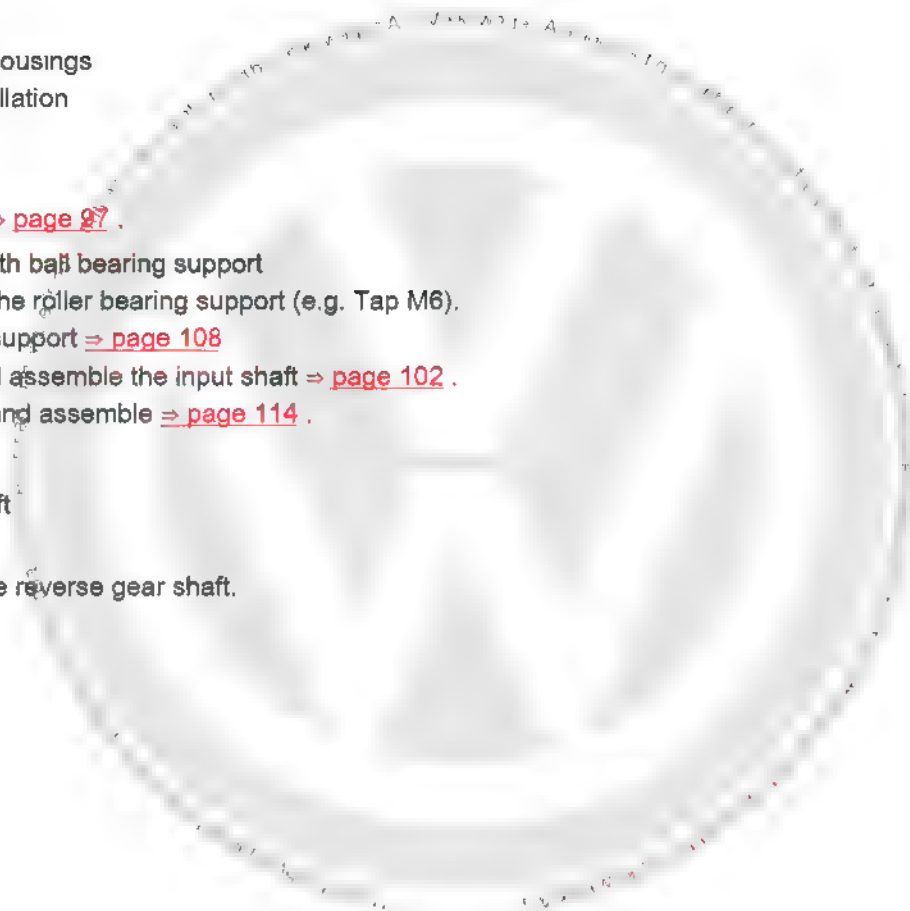 ousings
llation
⇒ page 97 .
th ball bearing support
he roller bearing support (e.g. Tap M6).
support ⇒ page 108
assemble the input shaft ⇒ page 102 .
and assemble ⇒ page 114 .
ft
e reverse gear shaft.